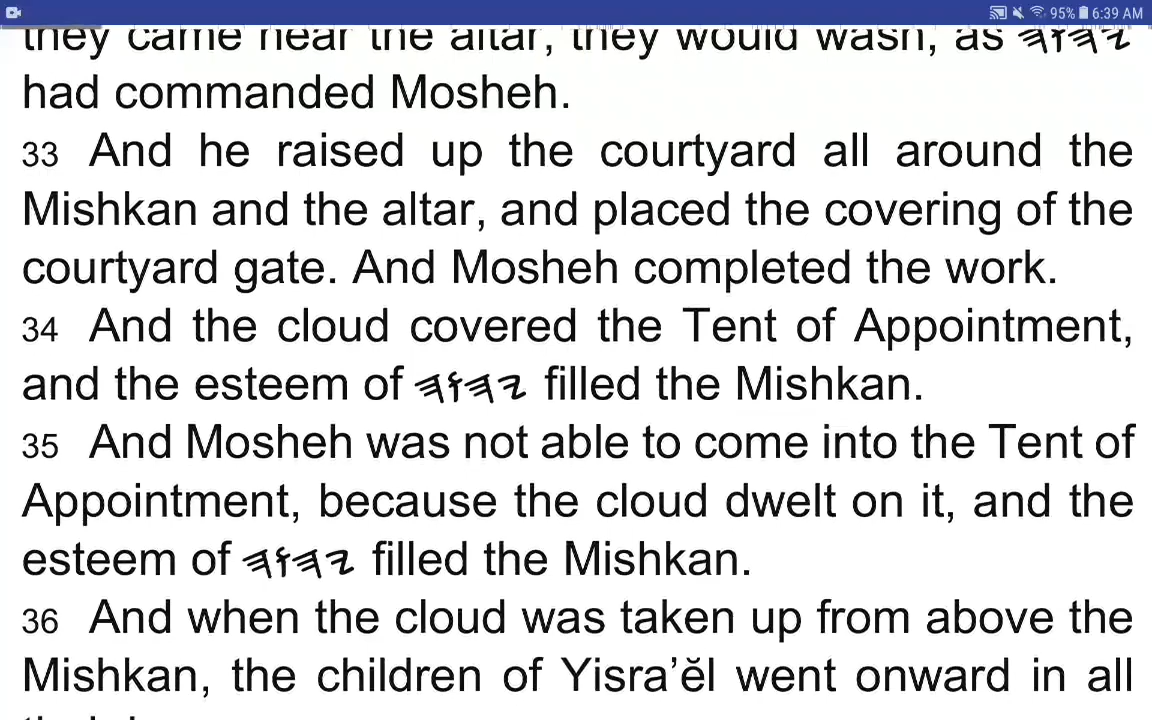 95% 6:39 AM
they came near the altar, they would wash, as 𐤉𐤄𐤅𐤄
had commanded Mosheh.
33 And he raised up the courtyard all around the
Mishkan and the altar, and placed the covering of the
courtyard gate. And Mosheh completed the work.
34 And the cloud covered the Tent of Appointment,
and the esteem of 𐤉𐤄𐤅𐤄 filled the Mishkan.
35 And Mosheh was not able to come into the Tent of
Appointment, because the cloud dwelt on it, and the
esteem of 𐤉𐤄𐤅𐤄 filled the Mishkan.
36 And when the cloud was taken up from above the
Mishkan, the children of Yisra’ĕl went onward in all